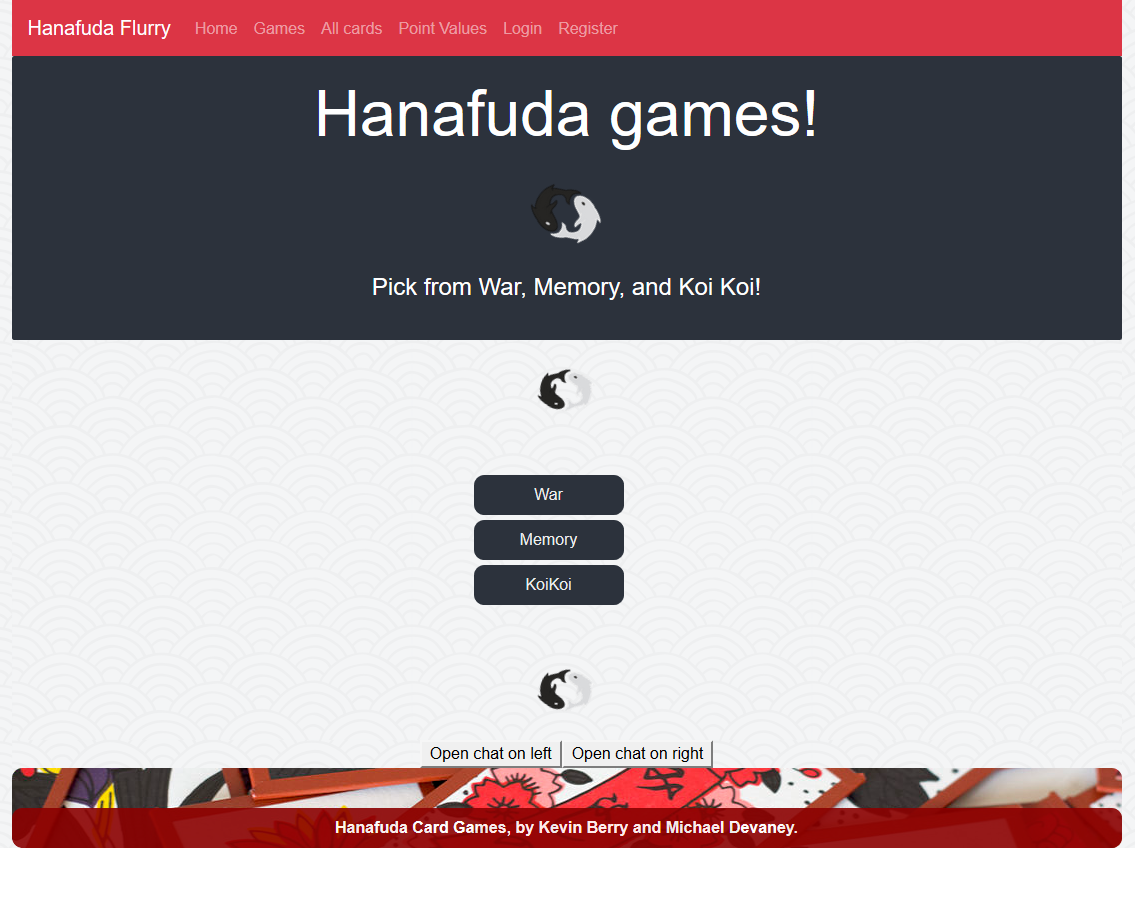 Hanafuda Flurry Home Games All cards Point Values Login Register
Hanafuda games!
Pick from War, Memory, and Koi Koi!
War
Memory
KoiKoi
Open chat on left Open chat on right
Hanafuda Card Games, by Kevin Berry and Michael Devaney.